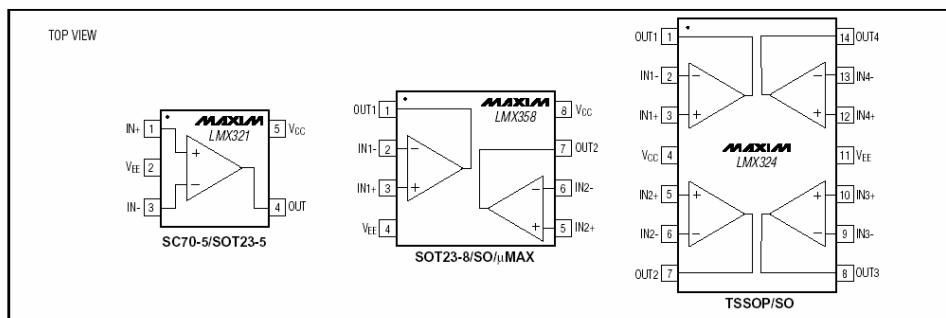 TOP VIEW
IN+ 1
VEE 2
IN- 3
MAXIM
LMX321
5 VCC
4 OUT
SC70-5/SOT23-5
OUT1 1
IN1- 2
IN1+ 3
VEE 4
MAXIM
LMX358
8 VCC
7 OUT2
6 IN2-
5 IN2+
SOT23-8/SO/μMAX
OUT1 1
IN1- 2
IN1+ 3
VCC 4
IN2+ 5
IN2- 6
OUT2 7
MAXIM
LMX324
14 OUT4
13 IN4-
12 IN4+
11 VEE
10 IN3+
9 IN3-
8 OUT3
TSSOP/SO